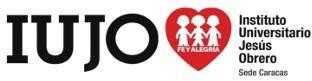 IUJO
FE Y ALEGRÍA
Instituto
Universitario
Jesús
Obrero
Sede Caracas